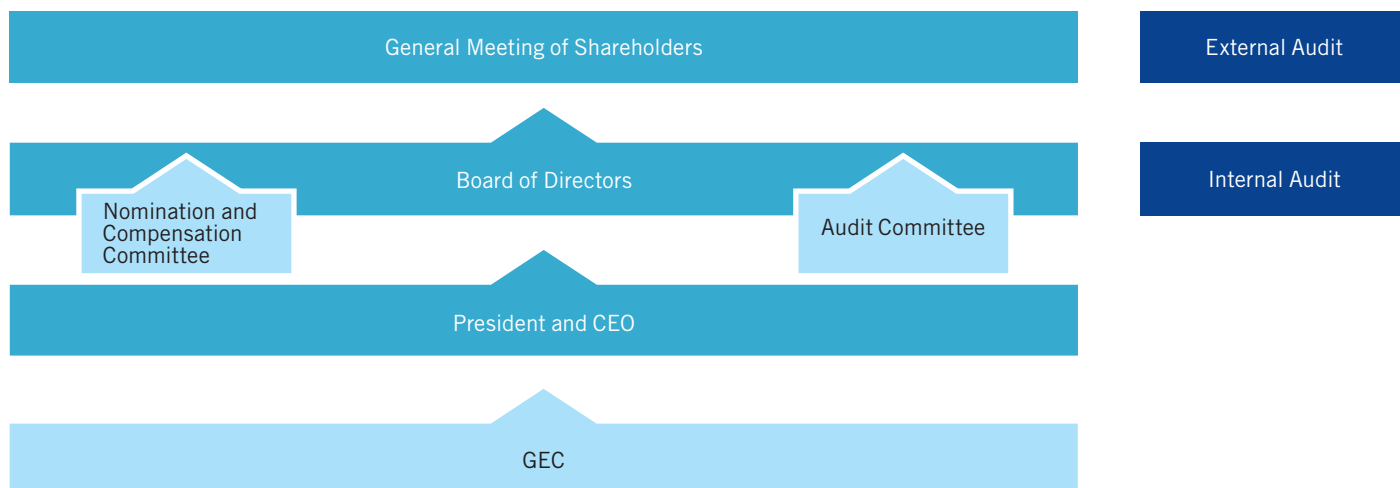 General Meeting of Shareholders
External Audit
Board of Directors
Internal Audit
Nomination and
Compensation
Committee
Audit Committee
President and CEO
GEC